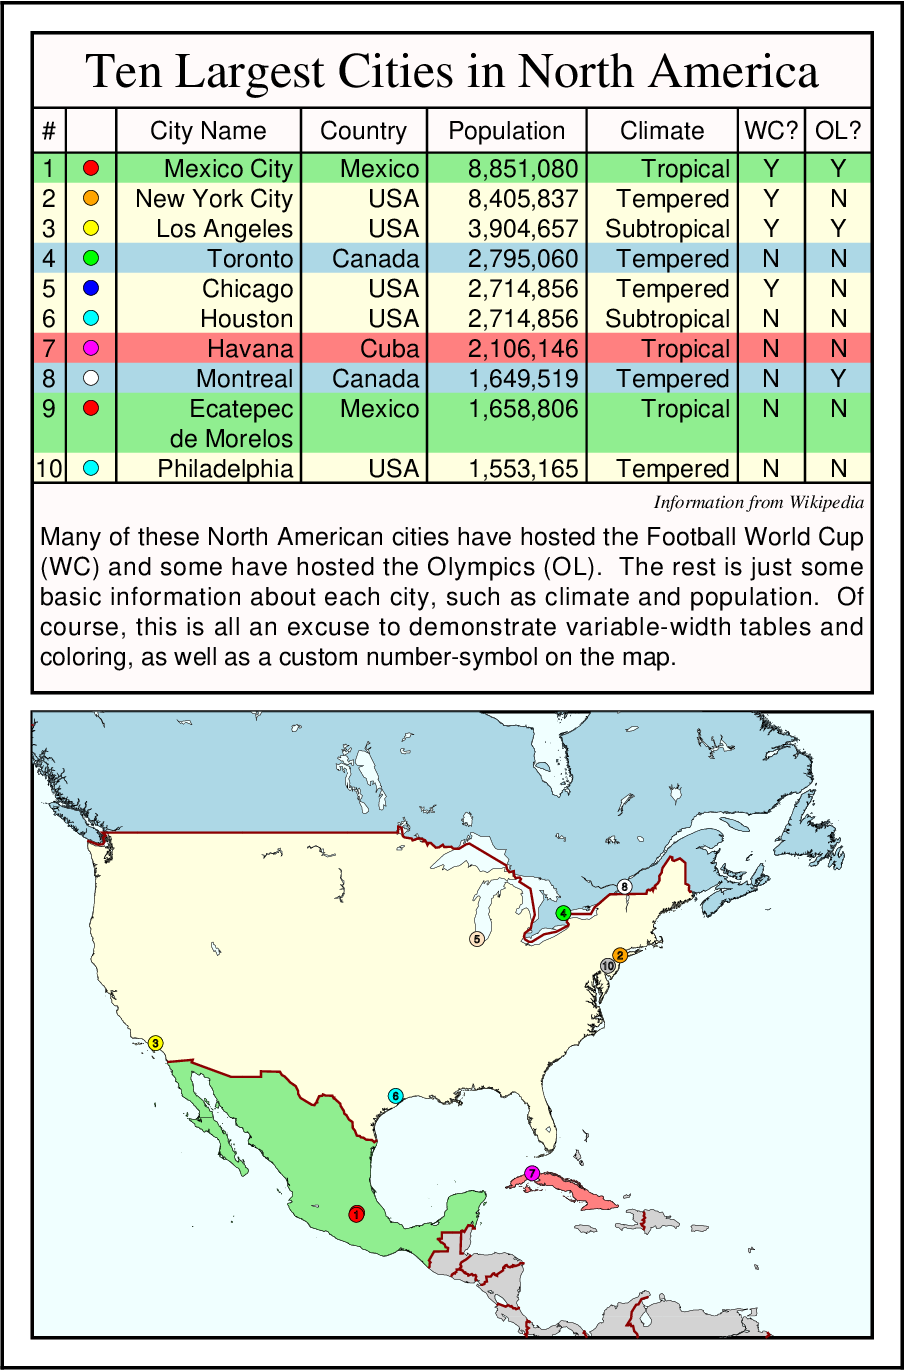 Ten Largest Cities in North America
# City Name Country Population Climate WC? OL?
1 Mexico City Mexico 8,851,080 Tropical Y Y
2 New York City USA 8,405,837 Tempered Y N
3 Los Angeles USA 3,904,657 Subtropical Y Y
4 Toronto Canada 2,795,060 Tempered N N
5 Chicago USA 2,714,856 Tempered Y N
6 Houston USA 2,714,856 Subtropical N N
7 Havana Cuba 2,106,146 Tropical N N
8 Montreal Canada 1,649,519 Tempered N Y
9 Ecatepec Mexico 1,658,806 Tropical N N
de Morelos
10 Philadelphia USA 1,553,165 Tempered N N
Information from Wikipedia
Many of these North American cities have hosted the Football World Cup
(WC) and some have hosted the Olympics (OL). The rest is just some
basic information about each city, such as climate and population. Of
course, this is all an excuse to demonstrate variable-width tables and
coloring, as well as a custom number-symbol on the map.
8
4
5
2
10
3
6
7
1